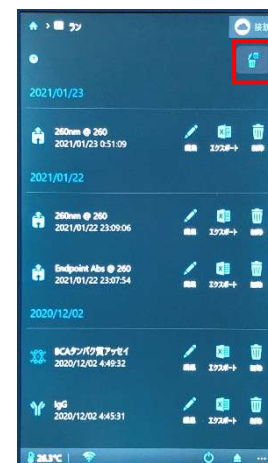 ラン
接続
2021/01/23
260nm @ 260
2021/01/23 0:51:09
エクスポート
2021/01/22
260nm @ 260
2021/01/22 23:09:06
エクスポート
Endpoint Abs @ 260
2021/01/22 23:07:54
エクスポート
2020/12/02
BCAタンパク質アッセイ
2020/12/02 4:49:32
エクスポート
IgG
2020/12/02 4:45:31
エクスポート
26.3°C